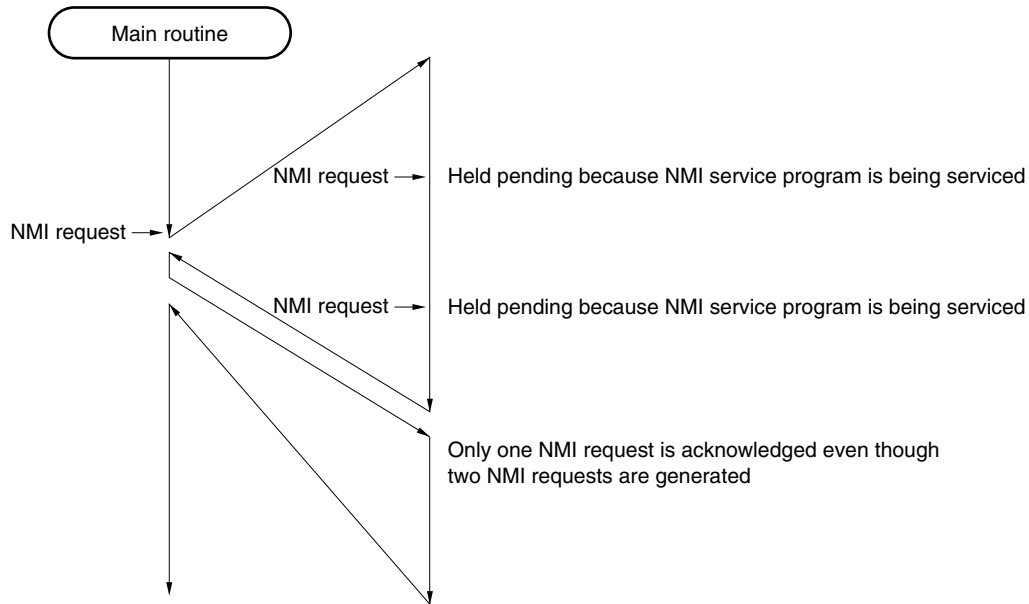 Main routine
NMI request
Held pending because NMI service program is being serviced
NMI request
NMI request
Held pending because NMI service program is being serviced
Only one NMI request is acknowledged even though
two NMI requests are generated